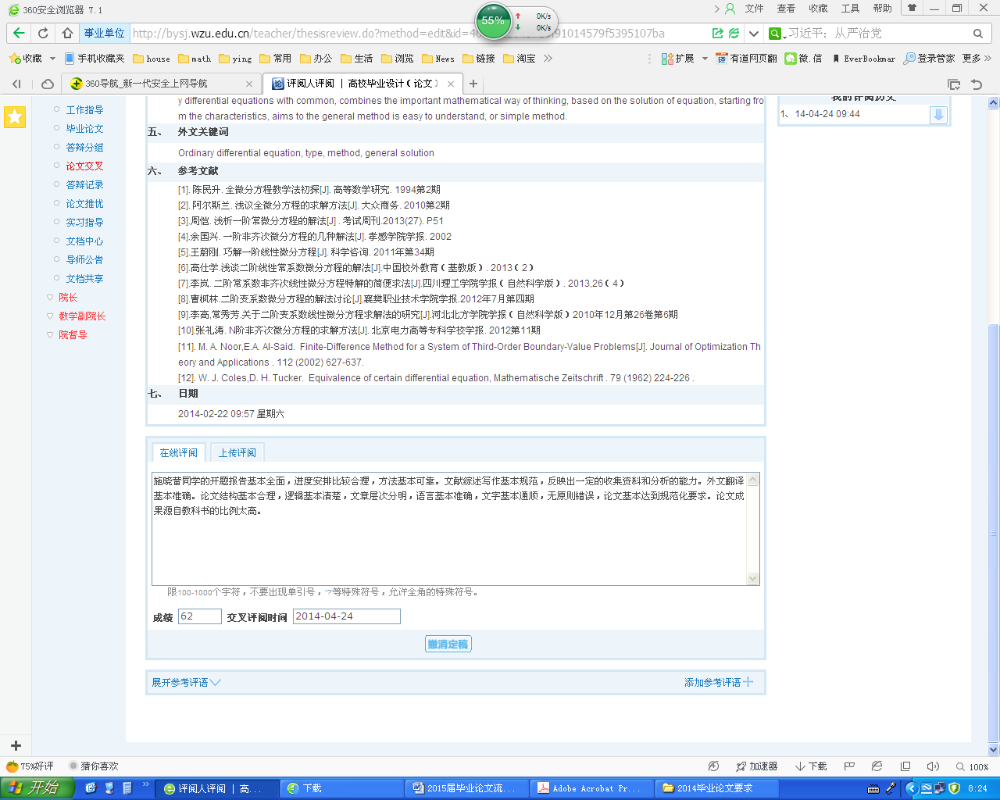 360安全浏览器 7.1
文件 查看 收藏 工具 帮助
55%
0K/s
0K/s
事业单位
习近平：从严治党
收藏 手机收藏夹 house math ying 常用 办公 生活 浏览 News 链接 淘宝 扩展 有道网页翻 微.信 EverBookmar 登录管家 更多
360导航_新一代安全上网导航
评阅人评阅 | 高校毕业设计（论文）
工作指导
毕业论文
答辩分组
论文交叉
答辩记录
论文推优
实习指导
文档中心
导师公告
文档共享
院长
教学副院长
院督导
y differential equations with common, combines the important mathematical way of thinking, based on the solution of equation, starting fro
m the characteristics, aims to the general method is easy to understand, or simple method.
五、 外文关键词
Ordinary differential equation, type, method, general solution
六、 参考文献
[1]. 陈民升. 全微分方程教学法初探[J]. 高等数学研究. 1994第2期
[2]. 阿尔斯兰. 浅议全微分方程的求解方法[J]. 大众商务. 2010第2期
[3].周恺. 浅析一阶常微分方程的解法[J] . 考试周刊.2013(27). P51
[4].余国兴. 一阶非齐次微分方程的几种解法[J]. 孝感学院学报. 2002
[5].王蔚刚. 巧解一阶线性微分方程[J]. 科学咨询. 2011年第34期
[6].高仕学.浅谈二阶线性常系数微分方程的解法[J].中国校外教育（基教版）. 2013（2）
[7].李岚. 二阶常系数非齐次线性微分方程特解的简便求法[J].四川理工学院学报（自然科学版）. 2013,26（4）
[8].曹枫林.二阶变系数微分方程的解法讨论[J].襄樊职业技术学院学报.2012年7月第四期
[9].李高,常秀芳.关于二阶变系数线性微分方程求解法的研究[J].河北北方学院学报（自然科学版）2010年12月第26卷第6期
[10].张礼涛. N阶非齐次微分方程的求解方法[J]. 北京电力高等专科学校学报. 2012第11期
[11]. M. A. Noor,E.A. Al-Said. Finite-Difference Method for a System of Third-Order Boundary-Value Problems[J]. Journal of Optimization Th
eory and Applications . 112 (2002) 627-637.
[12]. W. J. Coles,D. H. Tucker. Equivalence of certain differential equation, Mathematische Zeitschrift . 79 (1962) 224-226 .
七、 日期
2014-02-22 09:57 星期六
我的评阅历史
1、 14-04-24 09:44
在线评阅 上传评阅
施晓蕾同学的开题报告基本全面，进度安排比较合理，方法基本可靠。文献综述写作基本规范，反映出一定的收集资料和分析的能力。外文翻译
基本准确。论文结构基本合理，逻辑基本清楚，文章层次分明，语言基本准确，文字基本通顺，无原则错误，论文基本达到规范化要求。论文成
果源自教科书的比例太高。
限100-1000个字符，不要出现单引号，'?'等特殊符号，允许全角的特殊符号。
成绩 62 交叉评阅时间 2014-04-24
撤消定稿
展开参考评语
添加参考评语
75%好评 猜你喜欢 加速器 下载 100%
开始 评阅人评阅 | 高... 下载 2015届毕业论文流... Adobe Acrobat Pr... 2014毕业论文要求 8:24